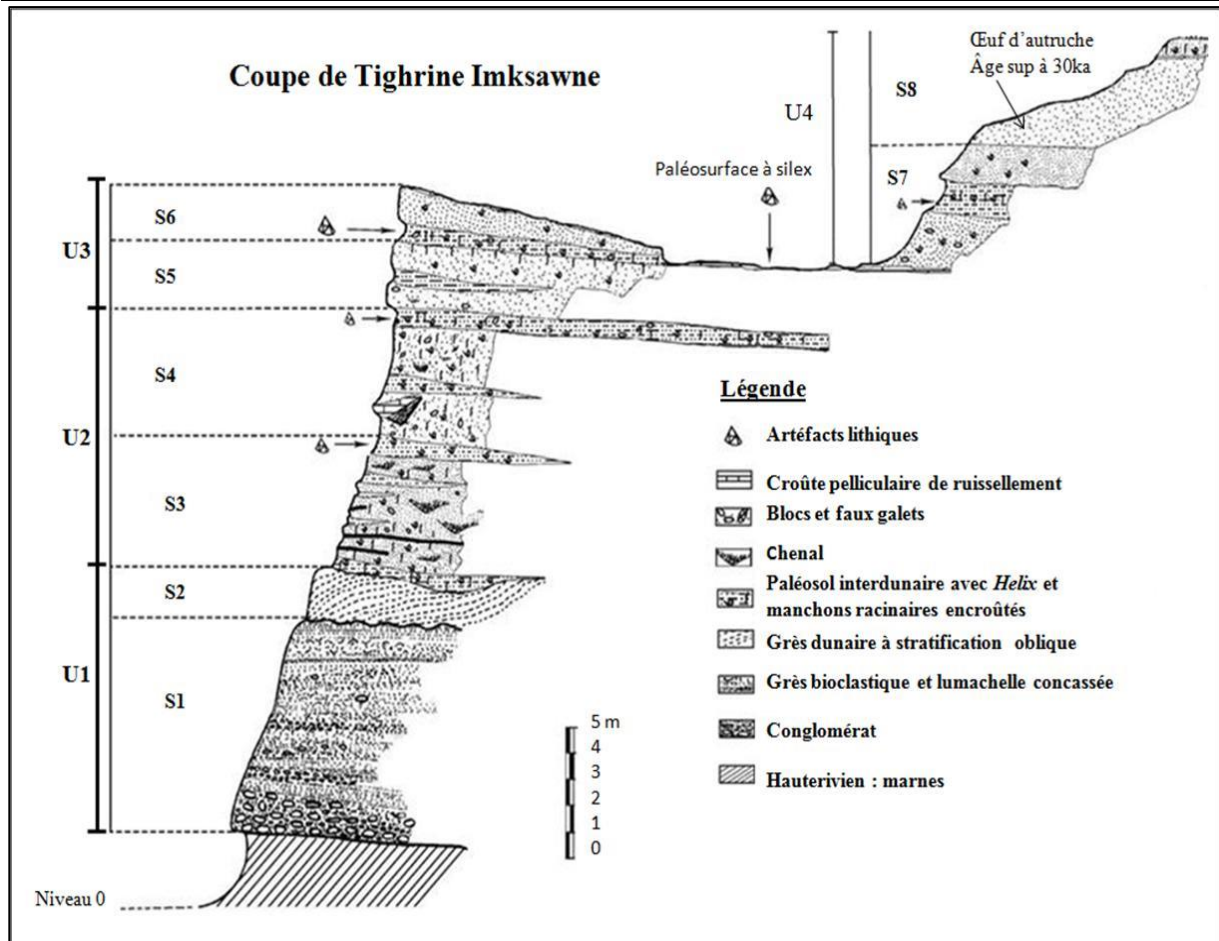 Coupe de Tighrine Imksawne
Œuf d'autruche
Âge sup à 30ka
U4
S8
S7
Paléosurface à silex
S6
U3
S5
S4
U2
S3
S2
U1
S1
Niveau 0
5 m
4
3
2
1
0
Légende
Artéfacts lithiques
Croûte pelliculaire de ruissellement
Blocs et faux galets
Chenal
Paléosol interdunaire avec Helix et
manchons racinaires encroûtés
Grès dunaire à stratification oblique
Grès bioclastique et lumachelle concassée
Conglomérat
Hauterivien : marnes